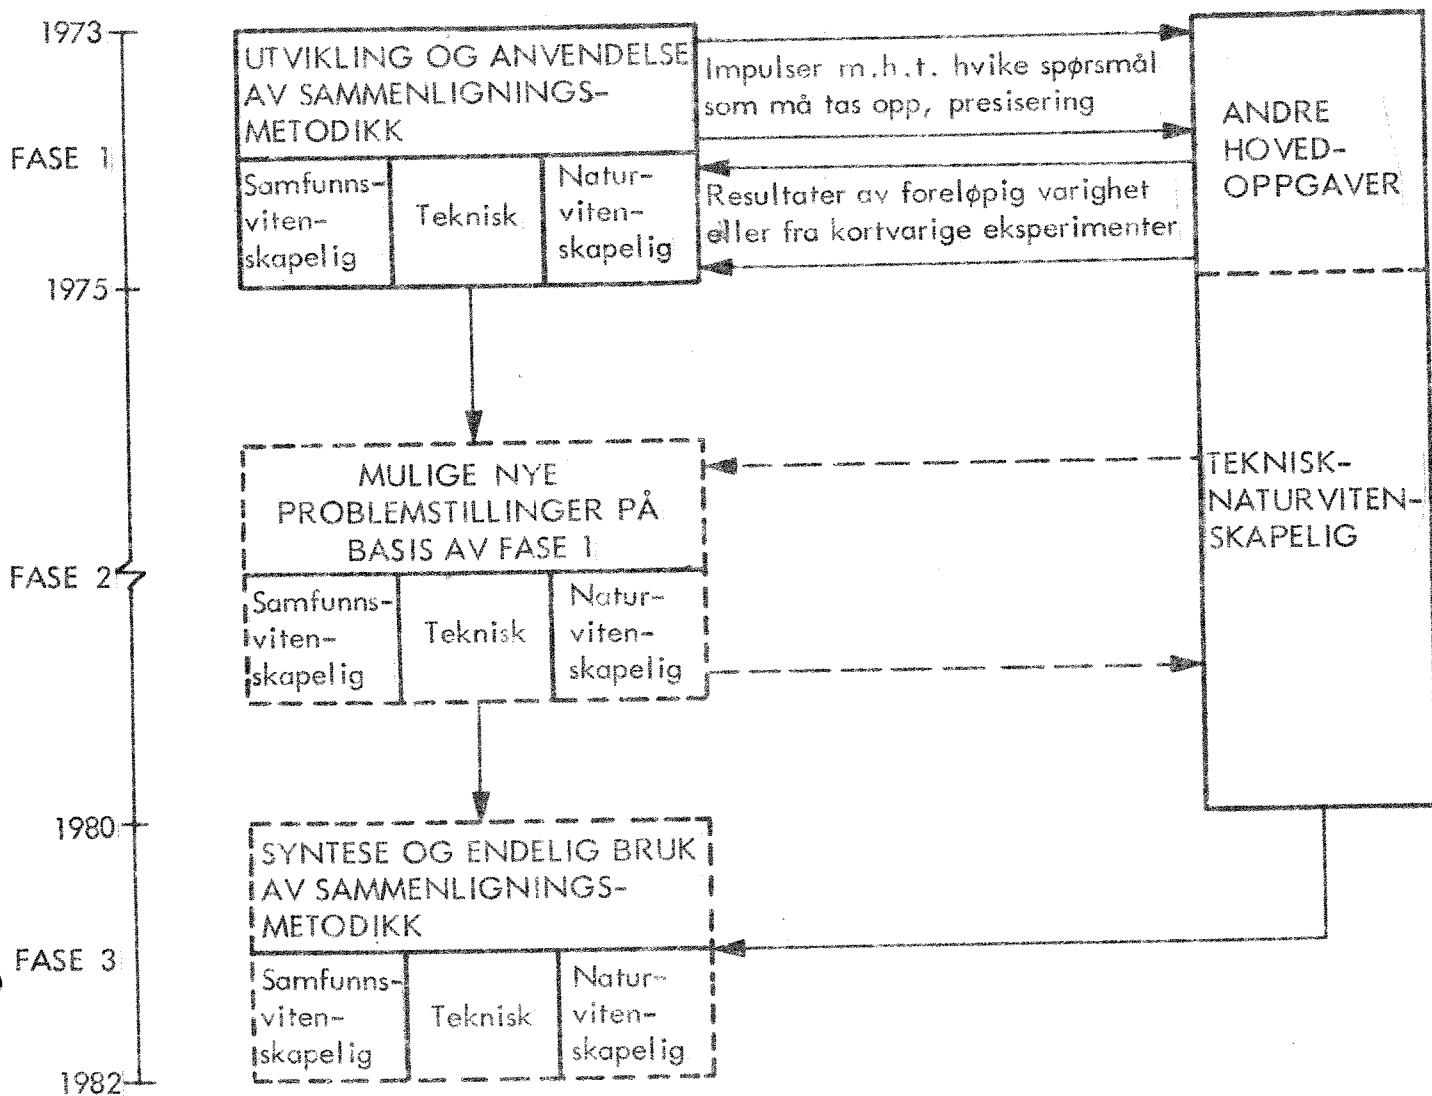 1973
UTVIKLING OG ANVENDELSE
AV SAMMENLIGNINGS-
METODIKK
Impulser m.h.t. hvike spørsmål
som må tas opp, presisering
ANDRE
HOVED-
OPPGAVER
FASE 1
Samfunns-
viten-
skapelig
Teknisk
Natur-
viten-
skapelig
Resultater av foreløpig varighet
eller fra kortvarige eksperimenter
1975
MULIGE NYE
PROBLEMSTILLINGER PÅ
BASIS AV FASE 1
TEKNISK-
NATURVITEN-
SKAPELIG
FASE 2
Samfunns-
viten-
skapelig
Teknisk
Natur-
viten-
skapelig
1980
SYNTESE OG ENDELIG BRUK
AV SAMMENLIGNINGS-
METODIKK
FASE 3
Samfunns-
viten-
skapelig
Teknisk
Natur-
viten-
skapelig
1982